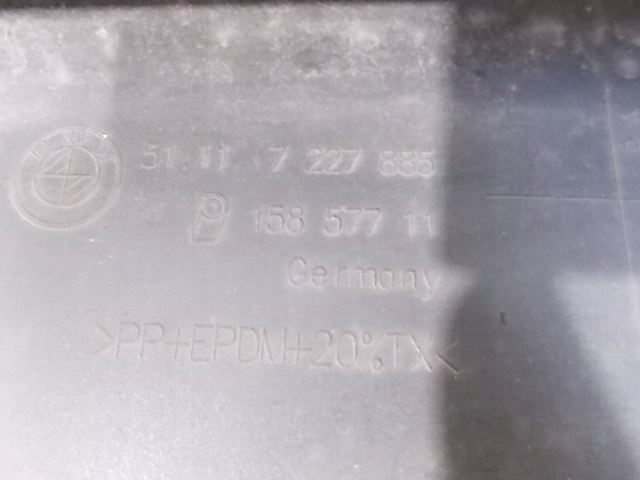 51 11 7 227 885
158 577 11
Germany
>PP+EPDM+20%TX<